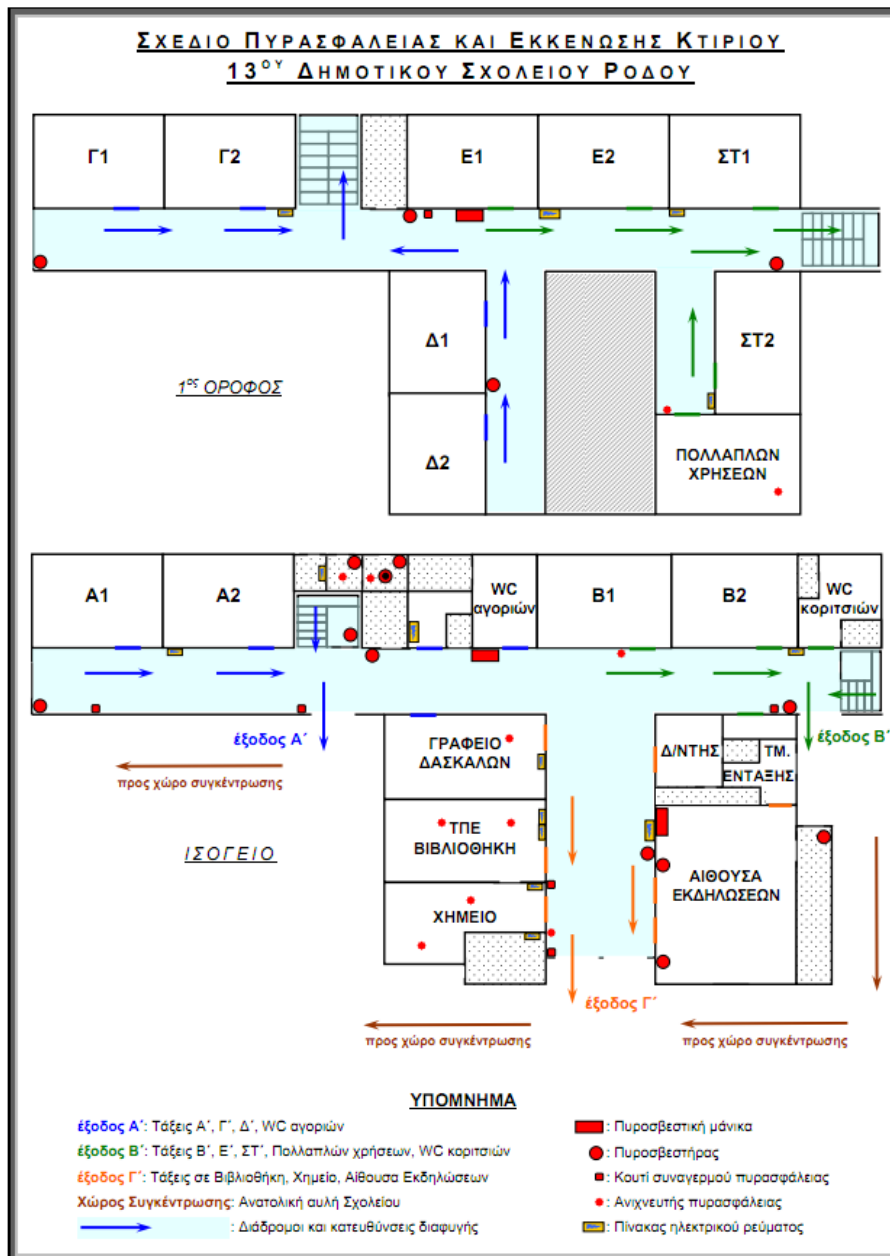 ΣΧΕΔΙΟ ΠΥΡΑΣΦΑΛΕΙΑΣ ΚΑΙ ΕΚΚΕΝΩΣΗΣ ΚΤΙΡΙΟΥ
13ΟΥ ΔΗΜΟΤΙΚΟΥ ΣΧΟΛΕΙΟΥ ΡΟΔΟΥ
Γ1
Γ2
Ε1
Ε2
ΣΤ1
Δ1
ΣΤ2
1ος ΟΡΟΦΟΣ
Δ2
ΠΟΛΛΑΠΛΩΝ
ΧΡΗΣΕΩΝ
Α1
Α2
WC
αγοριών
Β1
Β2
WC
κοριτσιών
έξοδος Α΄
ΓΡΑΦΕΙΟ
ΔΑΣΚΑΛΩΝ
Δ/ΝΤΗΣ
ΤΜ.
ΕΝΤΑΞΗΣ
έξοδος Β΄
προς χώρο συγκέντρωσης
ΙΣΟΓΕΙΟ
ΤΠΕ
ΒΙΒΛΙΟΘΗΚΗ
ΑΙΘΟΥΣΑ
ΕΚΔΗΛΩΣΕΩΝ
ΧΗΜΕΙΟ
έξοδος Γ΄
προς χώρο συγκέντρωσης
προς χώρο συγκέντρωσης
ΥΠΟΜΝΗΜΑ
έξοδος Α΄: Τάξεις Α΄, Γ΄, Δ΄, WC αγοριών
έξοδος Β΄: Τάξεις Β΄, Ε΄, ΣΤ΄, Πολλαπλών χρήσεων, WC κοριτσιών
έξοδος Γ΄: Τάξεις σε Βιβλιοθήκη, Χημείο, Αίθουσα Εκδηλώσεων
Χώρος Συγκέντρωσης: Ανατολική αυλή Σχολείου
: Διάδρομοι και κατευθύνσεις διαφυγής
: Πυροσβεστική μάνικα
: Πυροσβεστήρας
: Κουτί συναγερμού πυρασφάλειας
: Ανιχνευτής πυρασφάλειας
: Πίνακας ηλεκτρικού ρεύματος